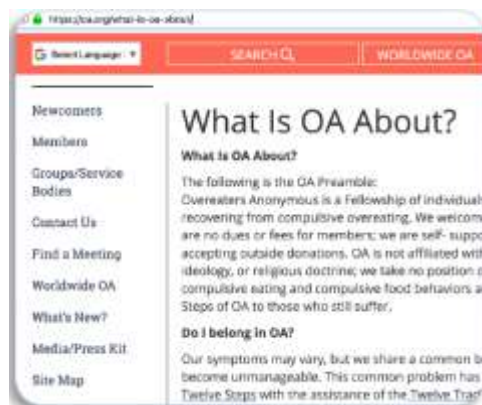 https://oa.org/what-is-oa-about/
Select Language
SEARCH
WORLDWIDE OA
Newcomers
Members
Groups/Service
Bodies
Contact Us
Find a Meeting
Worldwide OA
What's New?
Media/Press Kit
Site Map
What Is OA About?
What Is OA About?
The following is the OA Preamble:
Overeaters Anonymous is a Fellowship of individuals
recovering from compulsive overeating. We welcom
are no dues or fees for members; we are self- suppo
accepting outside donations. OA is not affiliated with
ideology, or religious doctrine; we take no position o
compulsive eating and compulsive food behaviors a
Steps of OA to those who still suffer.
Do I belong in OA?
Our symptoms may vary, but we share a common b
become unmanageable. This common problem has
Twelve Steps with the assistance of the Twelve Trad